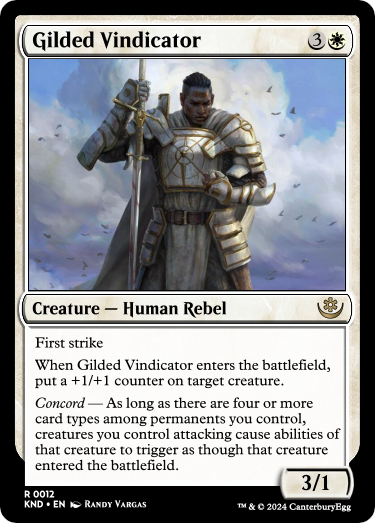 Gilded Vindicator 3
Creature — Human Rebel
First strike
When Gilded Vindicator enters the battlefield,
put a +1/+1 counter on target creature.
Concord — As long as there are four or more
card types among permanents you control,
creatures you control attacking cause abilities of
that creature to trigger as though that creature
entered the battlefield.
3/1
R 0012
KND • EN Randy Vargas
™ & © 2024 CanterburyEgg